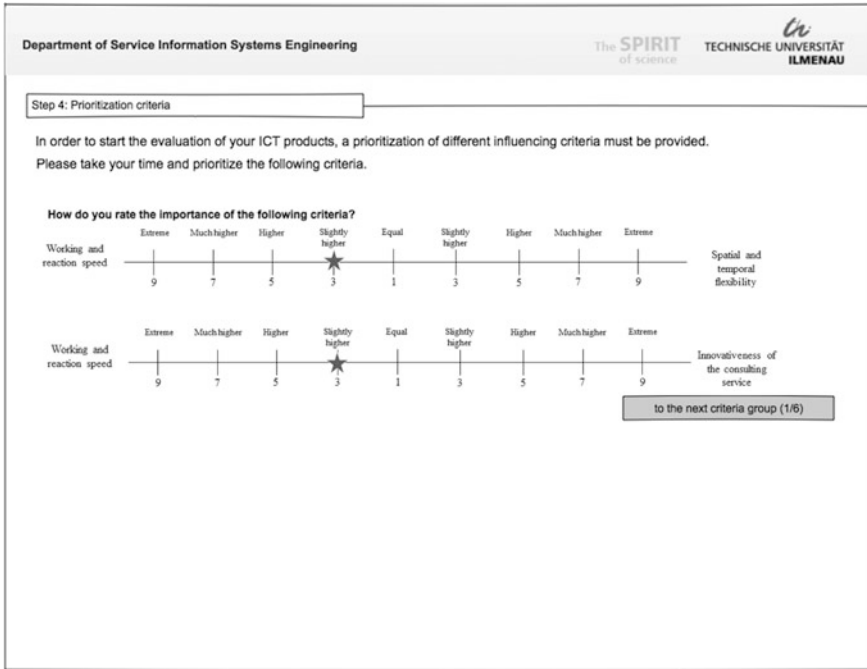 Department of Service Information Systems Engineering
The SPIRIT
of science
th
TECHNISCHE UNIVERSITÄT
ILMENAU
Step 4: Prioritization criteria
In order to start the evaluation of your ICT products, a prioritization of different influencing criteria must be provided.
Please take your time and prioritize the following criteria.
How do you rate the importance of the following criteria?
Extreme Much higher Higher Slightly higher Equal Slightly higher Higher Much higher Extreme
Working and
reaction speed
Spatial and
temporal
flexibility
9 7 5 3 1 3 5 7 9
Extreme Much higher Higher Slightly higher Equal Slightly higher Higher Much higher Extreme
Working and
reaction speed
Innovativeness of
the consulting
service
9 7 5 3 1 3 5 7 9
to the next criteria group (1/6)